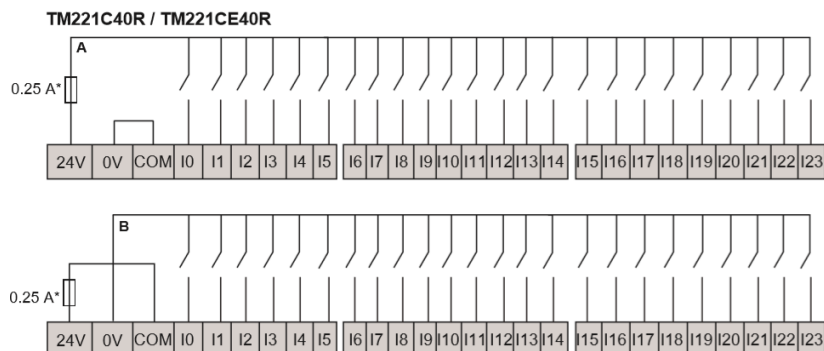 TM221C40R / TM221CE40R
A
0.25 A*
24V 0V COM I0 I1 I2 I3 I4 I5 I6 I7 I8 I9 I10 I11 I12 I13 I14 I15 I16 I17 I18 I19 I20 I21 I22 I23
B
0.25 A*
24V 0V COM I0 I1 I2 I3 I4 I5 I6 I7 I8 I9 I10 I11 I12 I13 I14 I15 I16 I17 I18 I19 I20 I21 I22 I23